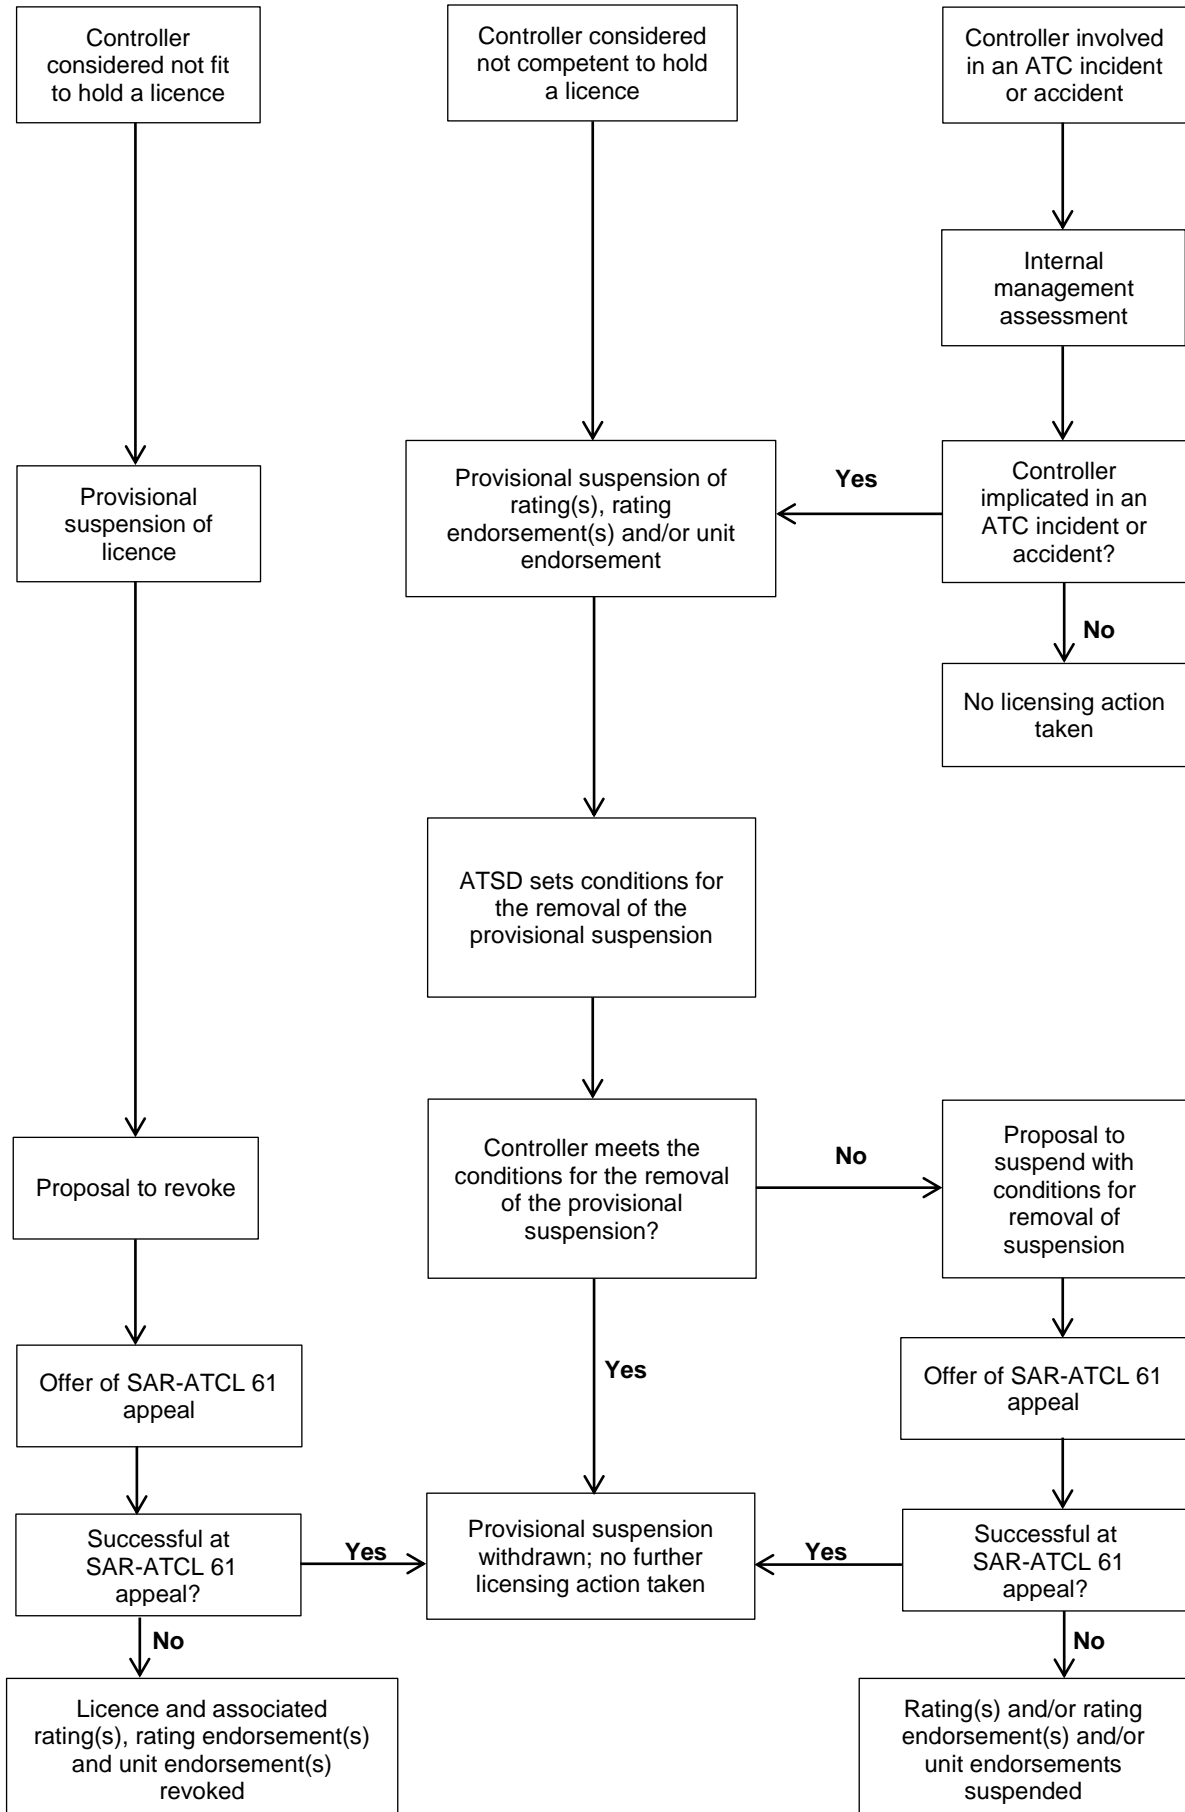 Controller
considered not fit
to hold a licence
Controller considered
not competent to hold
a licence
Controller involved
in an ATC incident
or accident
Internal
management
assessment
Provisional
suspension of
licence
Provisional suspension of
rating(s), rating
endorsement(s) and/or unit
endorsement
Yes
Controller
implicated in an
ATC incident or
accident?
No
No licensing action
taken
ATSD sets conditions for
the removal of the
provisional suspension
Proposal to revoke
Controller meets the
conditions for the removal
of the provisional
suspension?
No
Proposal to
suspend with
conditions for
removal of
suspension
Offer of SAR-ATCL 61
appeal
Yes
Offer of SAR-ATCL 61
appeal
Successful at
SAR-ATCL 61
appeal?
Yes
Provisional suspension
withdrawn; no further
licensing action taken
Yes
Successful at
SAR-ATCL 61
appeal?
No
No
Licence and associated
rating(s), rating endorsement(s)
and unit endorsement(s)
revoked
Rating(s) and/or rating
endorsement(s) and/or
unit endorsements
suspended